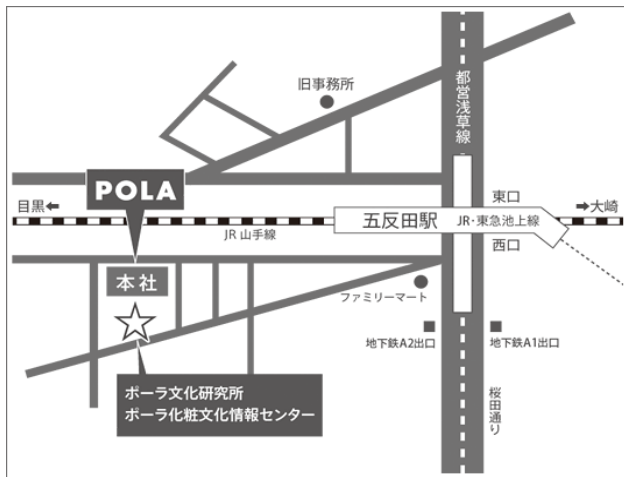 旧事務所
都営浅草線
POLA
目黒←
JR 山手線
五反田駅
JR・東急池上線
東口
西口
→大崎
本社
ファミリーマート
地下鉄A2出口
地下鉄A1出口
ポーラ文化研究所
ポーラ化粧文化情報センター
桜田通り